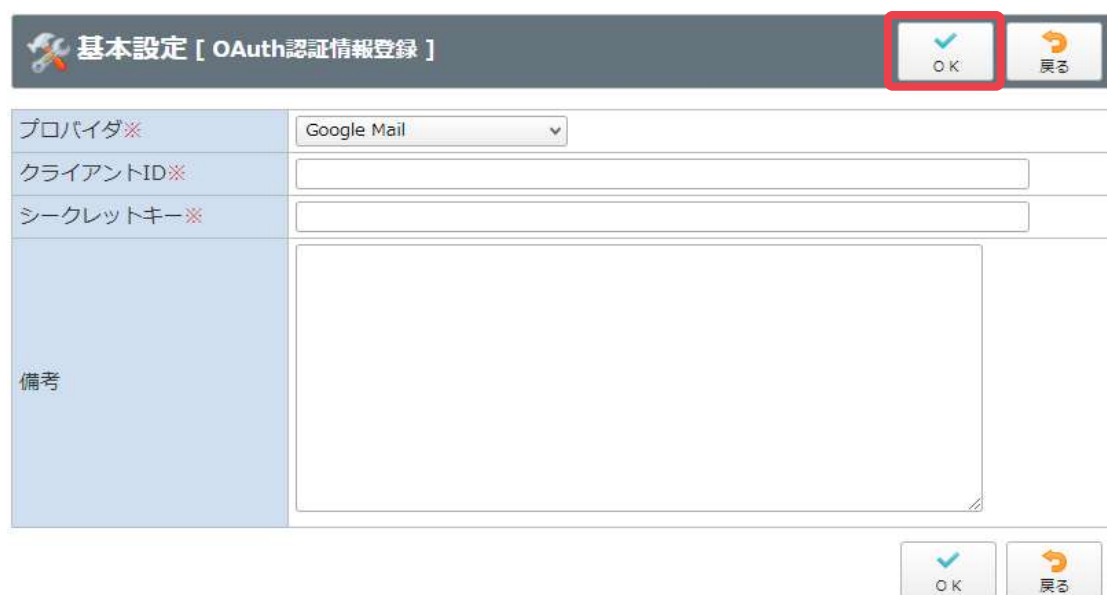 基本設定 [ OAuth認証情報登録 ]
ＯＫ
戻る
プロバイダ※
Google Mail
クライアントID※
シークレットキー※
備考
ＯＫ
戻る